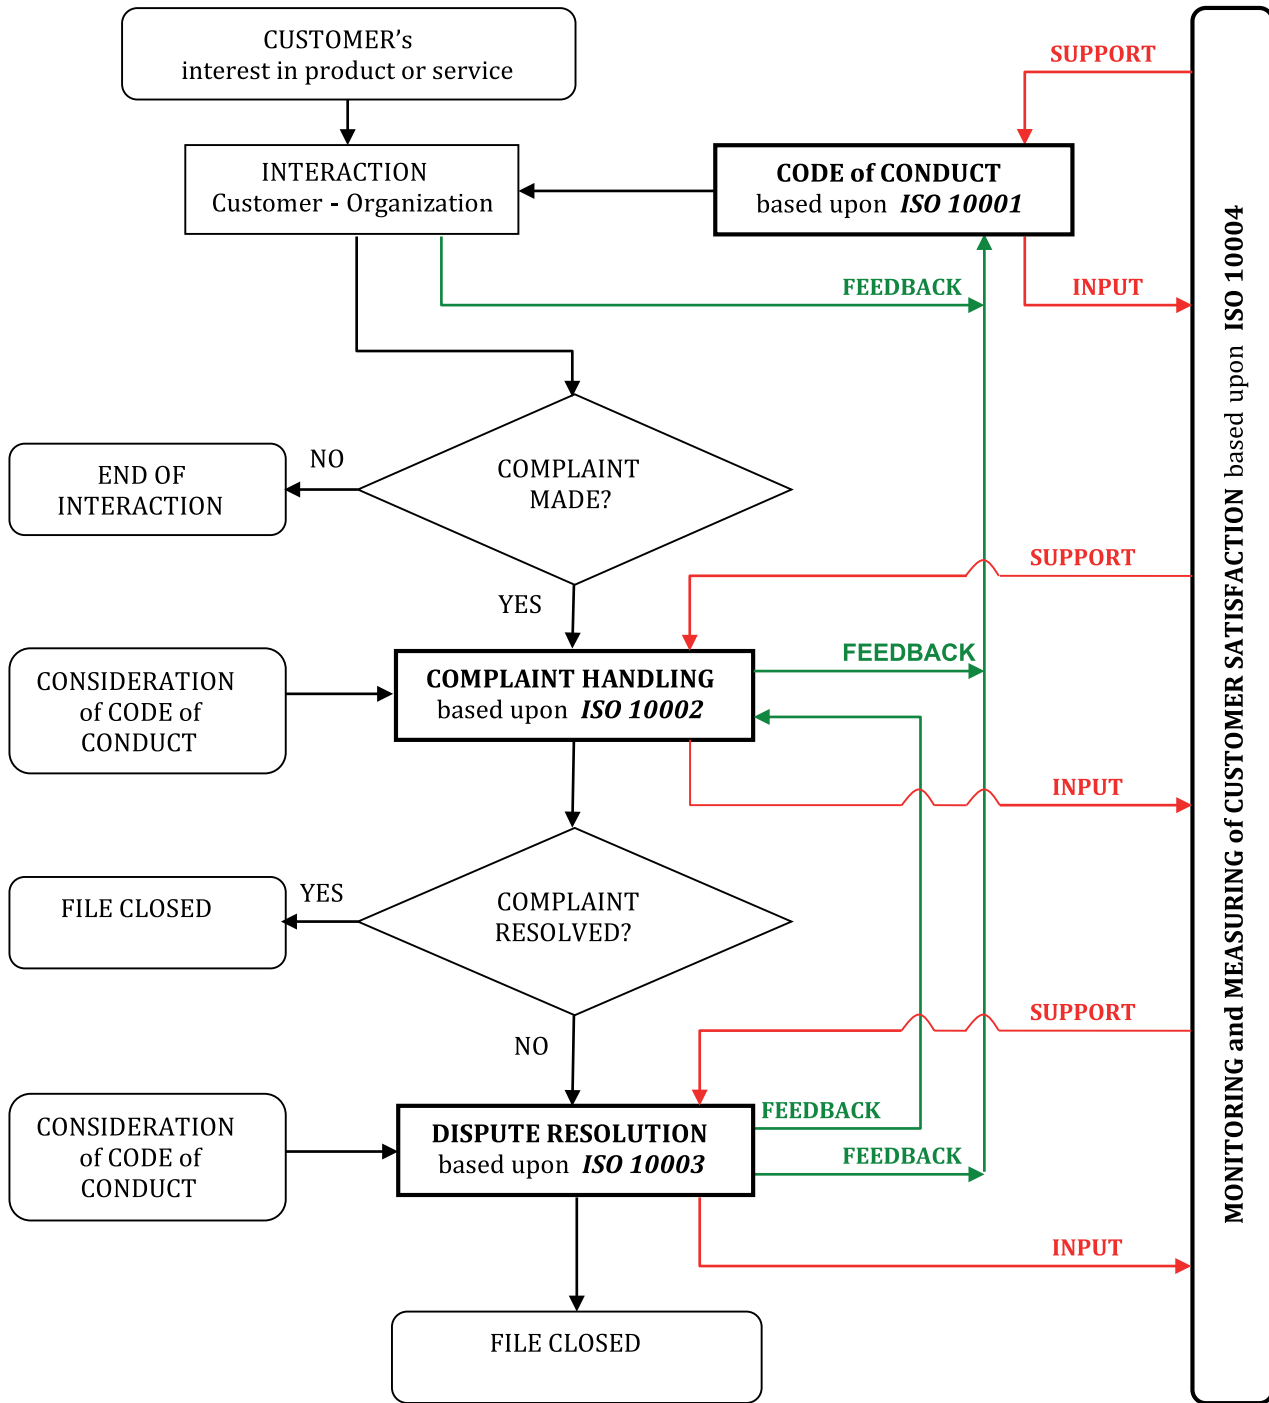 CUSTOMER's
interest in product or service
SUPPORT
INTERACTION
Customer - Organization
CODE of CONDUCT
based upon ISO 10001
FEEDBACK
INPUT
COMPLAINT
MADE?
NO
END OF
INTERACTION
YES
SUPPORT
CONSIDERATION
of CODE of
CONDUCT
COMPLAINT HANDLING
based upon ISO 10002
FEEDBACK
INPUT
COMPLAINT
RESOLVED?
YES
FILE CLOSED
NO
SUPPORT
CONSIDERATION
of CODE of
CONDUCT
DISPUTE RESOLUTION
based upon ISO 10003
FEEDBACK
FEEDBACK
INPUT
FILE CLOSED
MONITORING and MEASURING of CUSTOMER SATISFACTION based upon ISO 10004